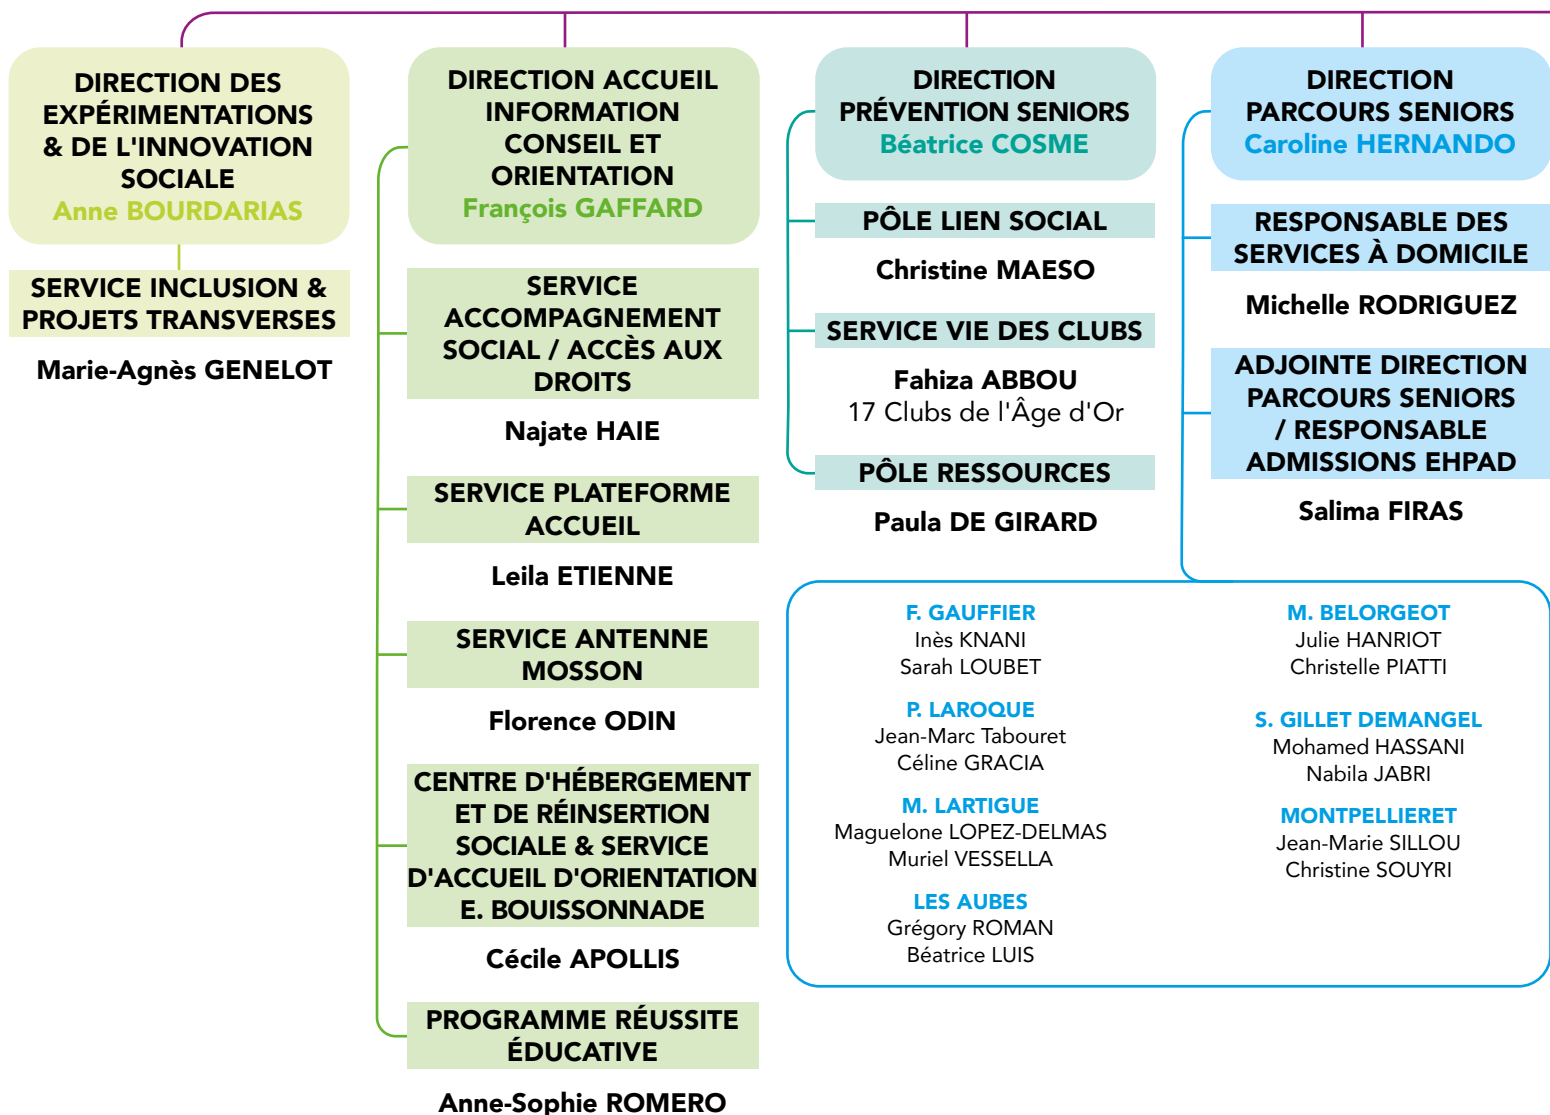 DIRECTION DES
EXPÉRIMENTATIONS
& DE L'INNOVATION
SOCIALE
Anne BOURDARIAS
SERVICE INCLUSION &
PROJETS TRANSVERSES
Marie-Agnès GENELOT
DIRECTION ACCUEIL
INFORMATION
CONSEIL ET
ORIENTATION
François GAFFARD
SERVICE
ACCOMPAGNEMENT
SOCIAL / ACCÈS AUX
DROITS
Najate HAIE
SERVICE PLATEFORME
ACCUEIL
Leila ETIENNE
SERVICE ANTENNE
MOSSON
Florence ODIN
CENTRE D'HÉBERGEMENT
ET DE RÉINSERTION
SOCIALE & SERVICE
D'ACCUEIL D'ORIENTATION
E. BOUISSONNADE
Cécile APOLLIS
PROGRAMME RÉUSSITE
ÉDUCATIVE
Anne-Sophie ROMERO
DIRECTION
PRÉVENTION SENIORS
Béatrice COSME
PÔLE LIEN SOCIAL
Christine MAESO
SERVICE VIE DES CLUBS
Fahiza ABBOU
17 Clubs de l'Âge d'Or
PÔLE RESSOURCES
Paula DE GIRARD
DIRECTION
PARCOURS SENIORS
Caroline HERNANDO
RESPONSABLE DES
SERVICES À DOMICILE
Michelle RODRIGUEZ
ADJOINTE DIRECTION
PARCOURS SENIORS
/ RESPONSABLE
ADMISSIONS EHPAD
Salima FIRAS
F. GAUFFIER
Inès KNANI
Sarah LOUBET
P. LAROQUE
Jean-Marc Tabouret
Céline GRACIA
M. LARTIGUE
Maguelone LOPEZ-DELMAS
Muriel VESSELLA
LES AUBES
Grégory ROMAN
Béatrice LUIS
M. BELORGEOT
Julie HANRIOT
Christelle PIATTI
S. GILLET DEMANGEL
Mohamed HASSANI
Nabila JABRI
MONTPELLIERET
Jean-Marie SILLOU
Christine SOUYRI